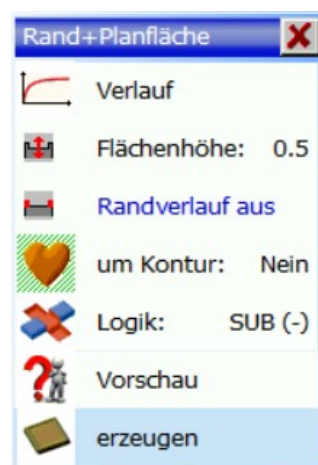 Rand+Planfläche
Verlauf
Flächenhöhe: 0.5
Randverlauf aus
um Kontur: Nein
Logik: SUB (-)
Vorschau
erzeugen